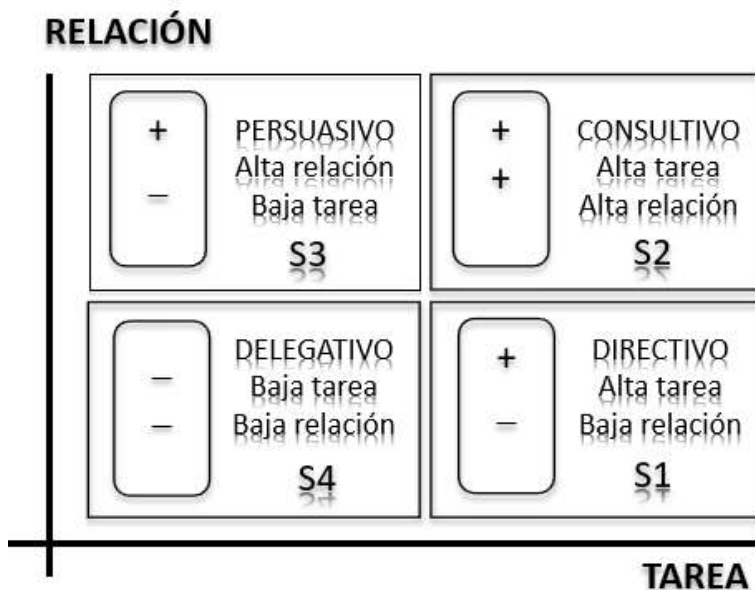 RELACIÓN
+
–
PERSUASIVO
Alta relación
Baja tarea
S3
+
+
CONSULTIVO
Alta tarea
Alta relación
S2
–
–
DELEGATIVO
Baja tarea
Baja relación
S4
+
–
DIRECTIVO
Alta tarea
Baja relación
S1
TAREA